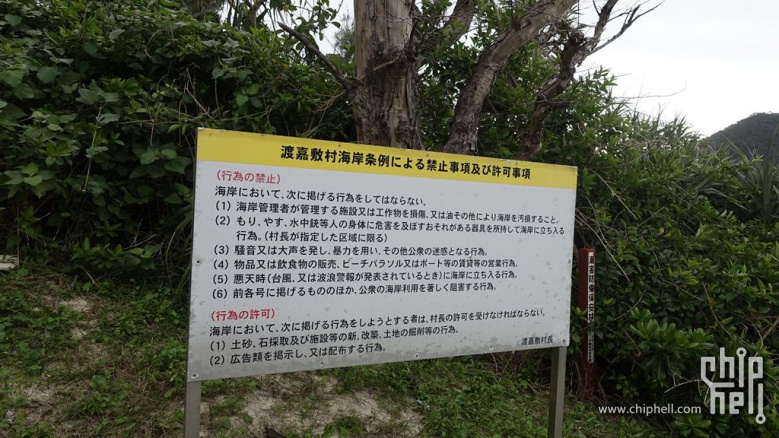 渡嘉敷村海岸条例による禁止事項及び許可事項
(行為の禁止)
海岸において、次に掲げる行為をしてはならない。
(1) 海岸管理者が管理する施設又は工作物を損傷、又は油その他により海岸を汚損すること。
(2) もり、やす、水中銃等人の身体に危害を及ぼすおそれがある器具を所持して海岸に立ち入る
行為。(村長が指定した区域に限る)
(3) 騒音又は大声を発し、暴力を用い、その他公衆の迷惑となる行為。
(4) 物品又は飲食物の販売、ビーチパラソル又はボート等の賃貸等の営業行為。
(5) 悪天時(台風、又は波浪警報が発表されているとき)に海岸に立ち入る行為。
(6) 前各号に掲げるもののほか、公衆の海岸利用を著しく阻害する行為。
(行為の許可)
海岸において、次に掲げる行為をしようとする者は、村長の許可を受けなければならない。
(1) 土砂、石採取及び施設等の新、改築、土地の掘削等の行為。
(2) 広告類を掲示し、又は配布する行為。
渡嘉敷村長
潮害防備保安林
www.chiphell.com
chip
hell